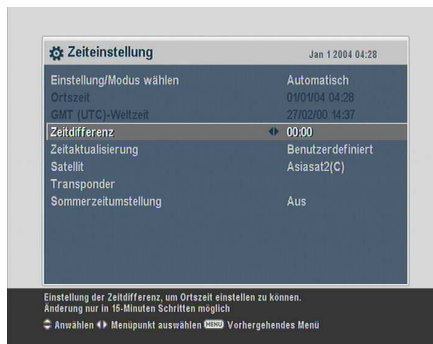 Zeiteinstellung Jan 1 2004 04:28
Einstellung/Modus wählen Automatisch
Ortszeit 01/01/04 04:28
GMT (UTC)-Weltzeit 27/02/00 14:37
Zeitdifferenz 00:00
Zeitaktualisierung Benutzerdefiniert
Satellit Asiasat2(C)
Transponder
Sommerzeitumstellung Aus
Einstellung der Zeitdifferenz, um Ortszeit einstellen zu können.
Änderung nur in 15-Minuten Schritten möglich
Anwählen Menüpunkt auswählen MENU Vorhergehendes Menü